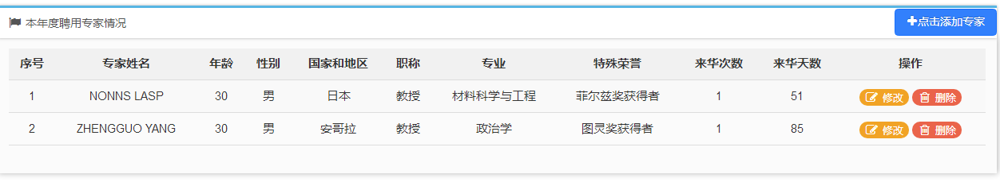 本年度聘用专家情况
点击添加专家
序号 专家姓名 年龄 性别 国家和地区 职称 专业 特殊荣誉 来华次数 来华天数 操作
1 NONNS LASP 30 男 日本 教授 材料科学与工程 菲尔兹奖获得者 1 51 修改 删除
2 ZHENGGUO YANG 30 男 安哥拉 教授 政治学 图灵奖获得者 1 85 修改 删除